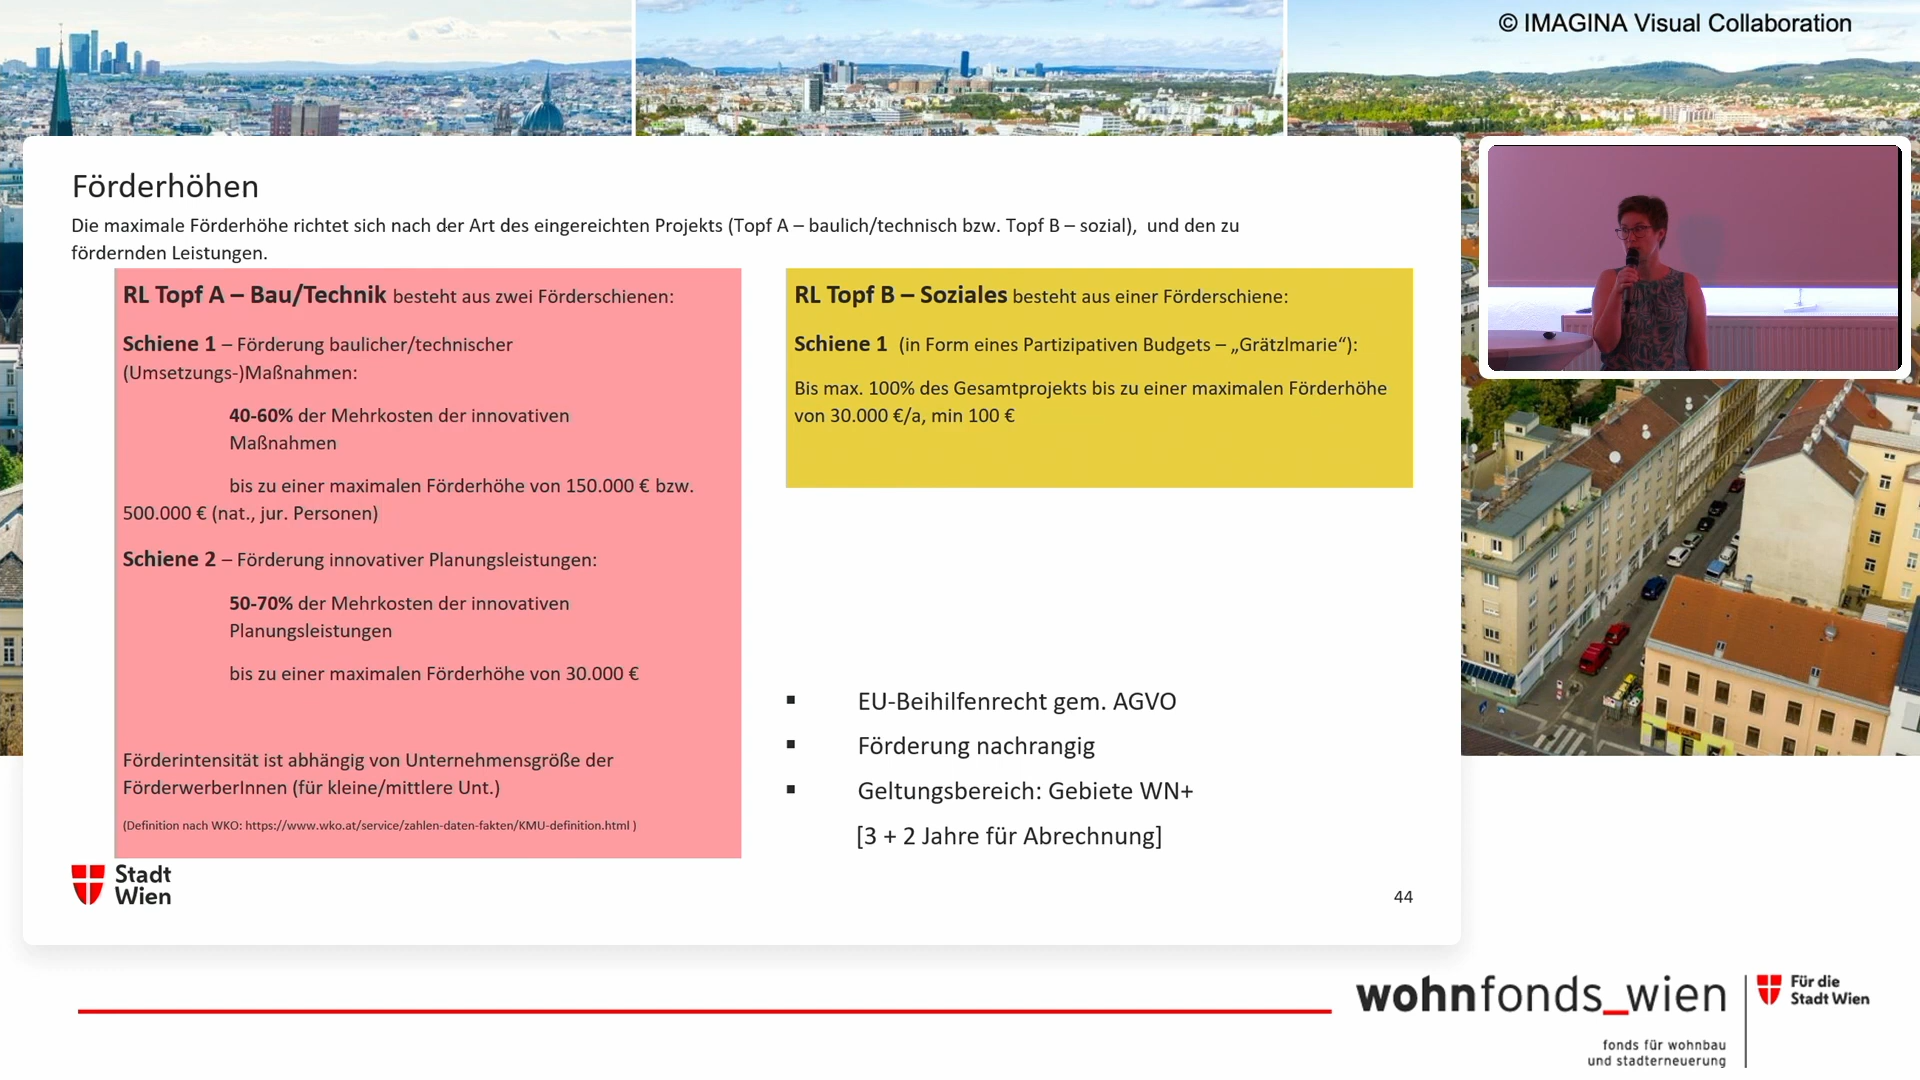 © IMAGINA Visual Collaboration
Förderhöhen
Die maximale Förderhöhe richtet sich nach der Art des eingereichten Projekts (Topf A – baulich/technisch bzw. Topf B – sozial), und den zu
fördernden Leistungen.
RL Topf A – Bau/Technik besteht aus zwei Förderschienen:
Schiene 1 – Förderung baulicher/technischer
(Umsetzungs-)Maßnahmen:
40-60% der Mehrkosten der innovativen
Maßnahmen
bis zu einer maximalen Förderhöhe von 150.000 € bzw.
500.000 € (nat., jur. Personen)
Schiene 2 – Förderung innovativer Planungsleistungen:
50-70% der Mehrkosten der innovativen
Planungsleistungen
bis zu einer maximalen Förderhöhe von 30.000 €
Förderintensität ist abhängig von Unternehmensgröße der
FörderwerberInnen (für kleine/mittlere Unt.)
(Definition nach WKO: https://www.wko.at/service/zahlen-daten-fakten/KMU-definition.html )
RL Topf B – Soziales besteht aus einer Förderschiene:
Schiene 1 (in Form eines Partizipativen Budgets – „Grätzlmarie“):
Bis max. 100% des Gesamtprojekts bis zu einer maximalen Förderhöhe
von 30.000 €/a, min 100 €
▪ EU-Beihilfenrecht gem. AGVO
▪ Förderung nachrangig
▪ Geltungsbereich: Gebiete WN+
[3 + 2 Jahre für Abrechnung]
Stadt
Wien
44
wohnfonds_wien
fonds für wohnbau
und stadterneuerung
Für die
Stadt Wien